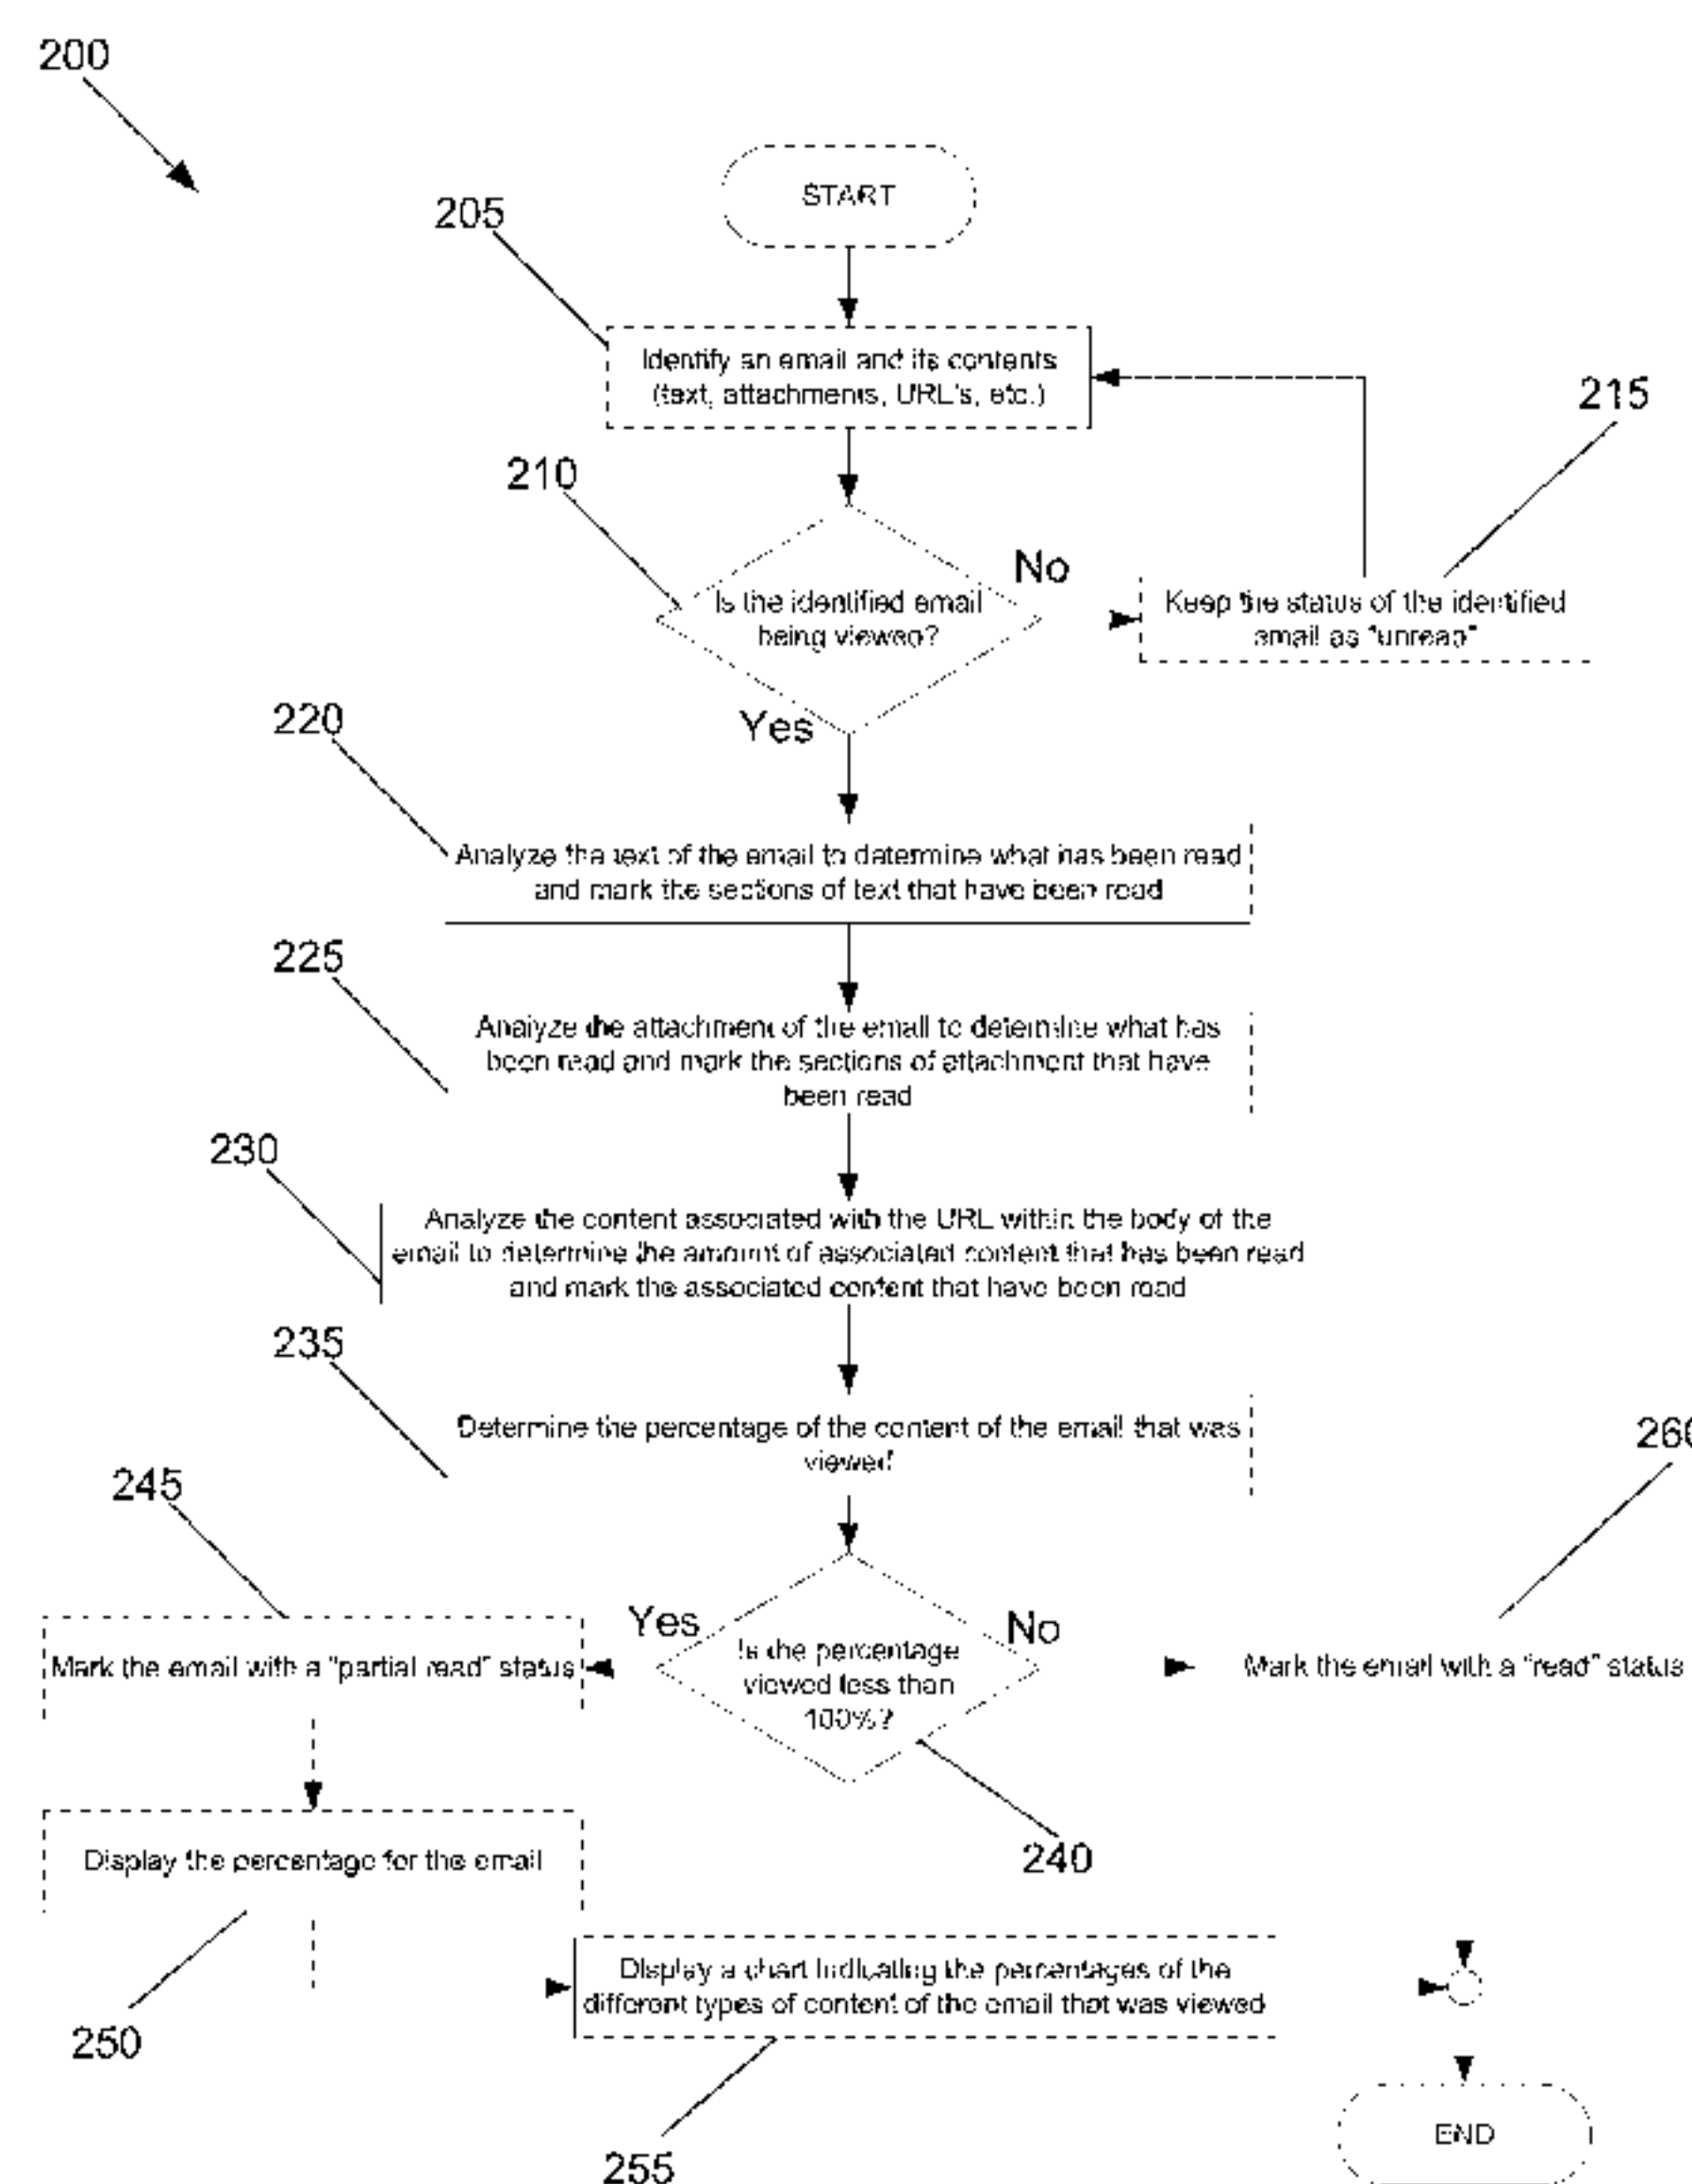 200
START
205
Identify an email and its contents
(text, attachments, URL's, etc.)
215
210
No
Is the identified email
being viewed?
Keep the status of the identified
email as "unread"
220
Yes
Analyze the text of the email to determine what has been read
and mark the sections of text that have been read
225
Analyze the attachment of the email to determine what has
been read and mark the sections of attachment that have
been read
230
Analyze the content associated with the URL within the body of the
email to determine the amount of associated content that has been read
and mark the associated content that have been read
235
Determine the percentage of the content of the email that was
viewed
260
245
Yes
No
Mark the email with a "partial read" status
Is the percentage
viewed less than
100%?
Mark the email with a "read" status
Display the percentage for the email
240
Display a chart indicating the percentages of the
different types of content of the email that was viewed
250
END
255